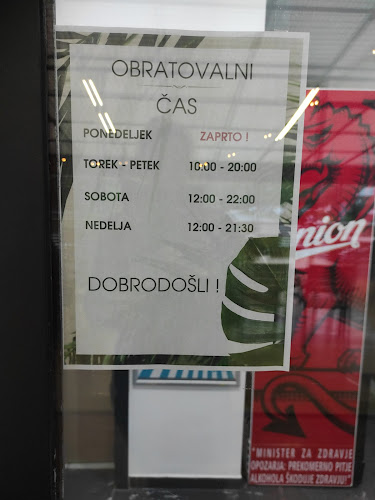 OBRATOVALNI
ČAS
PONEDELJEK ZAPRTO !
TOREK - PETEK 10:00 - 20:00
SOBOTA 12:00 - 22:00
NEDELJA 12:00 - 21:30
DOBRODOŠLI !
nion
"MINISTER ZA ZDRAVJE
OPOZARJA: PREKOMERNO PITJE
ALKOHOLA ŠKODUJE ZDRAVJU!"